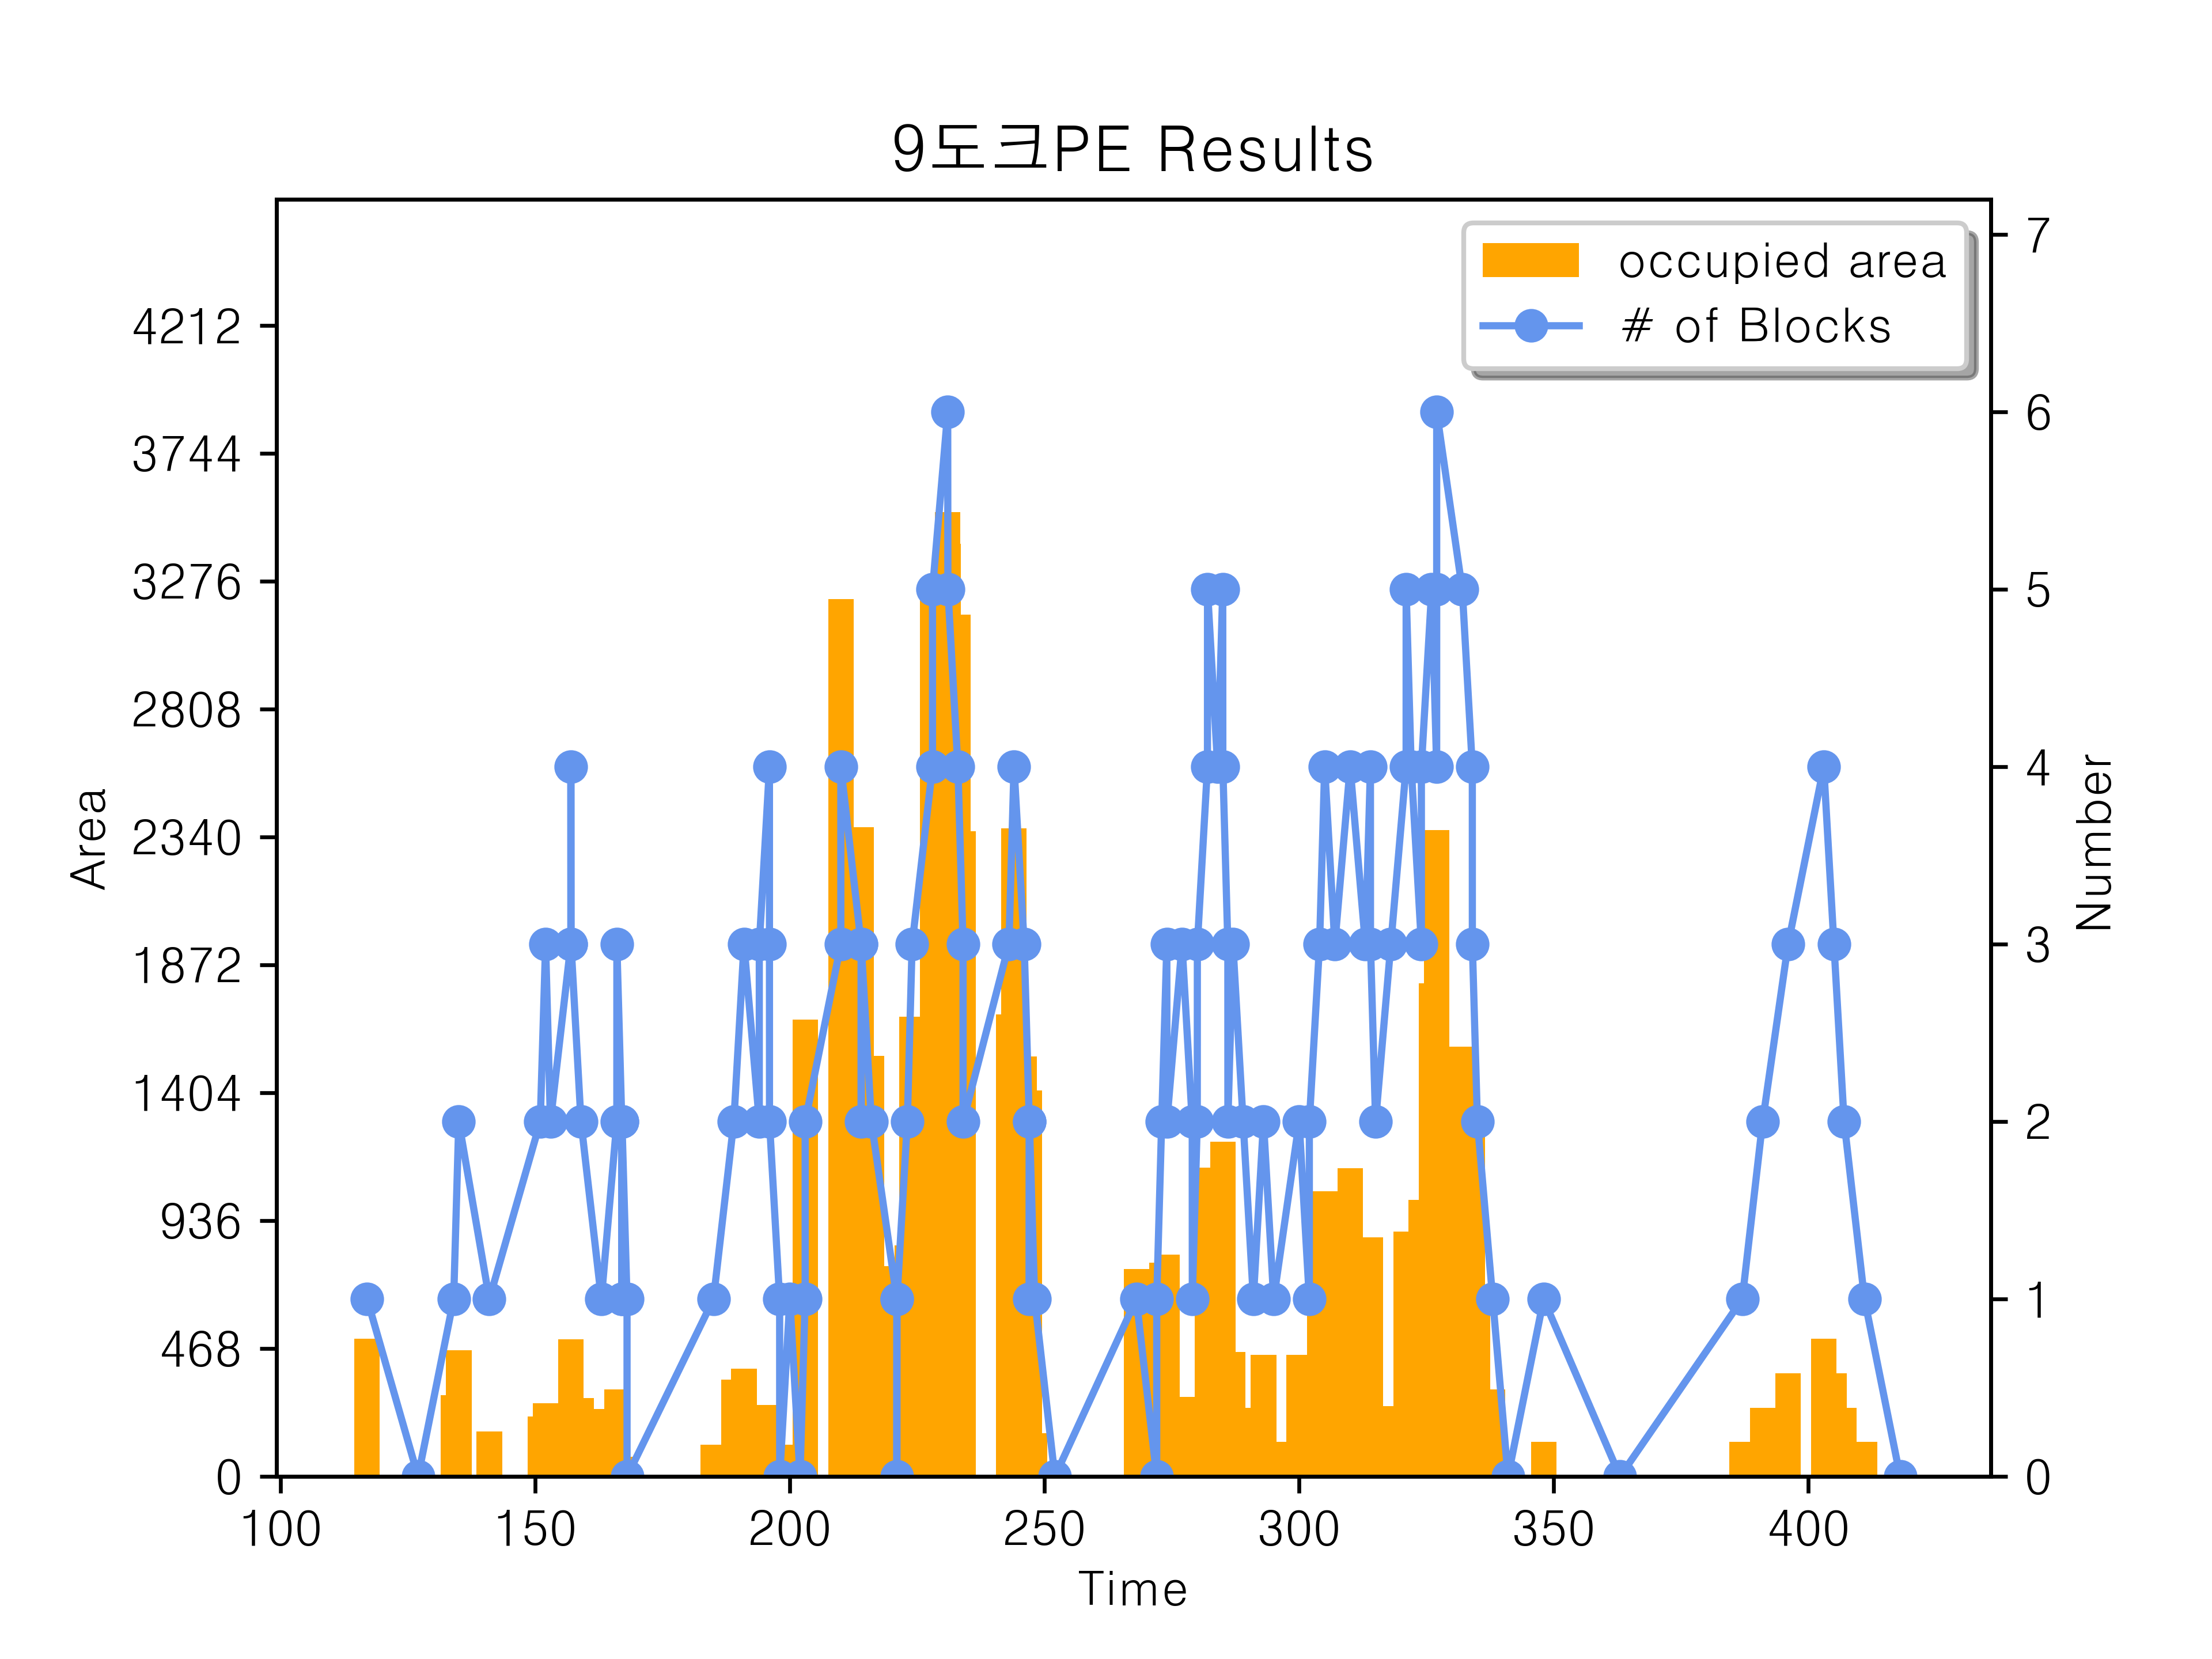 9도크PE Results
occupied area
# of Blocks
4212
3744
3276
2808
2340
1872
1404
936
468
0
Area
7
6
5
4
3
2
1
0
Number
100 150 200 250 300 350 400
Time